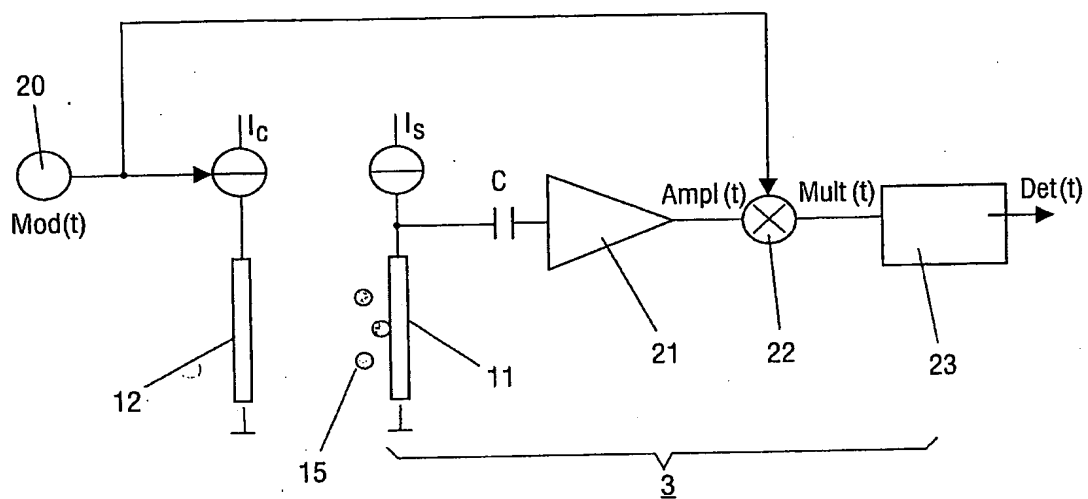 20
I_C
I_S
C
Ampl (t)
Mult (t)
Det(t)
Mod(t)
12
15
11
21
22
23
3